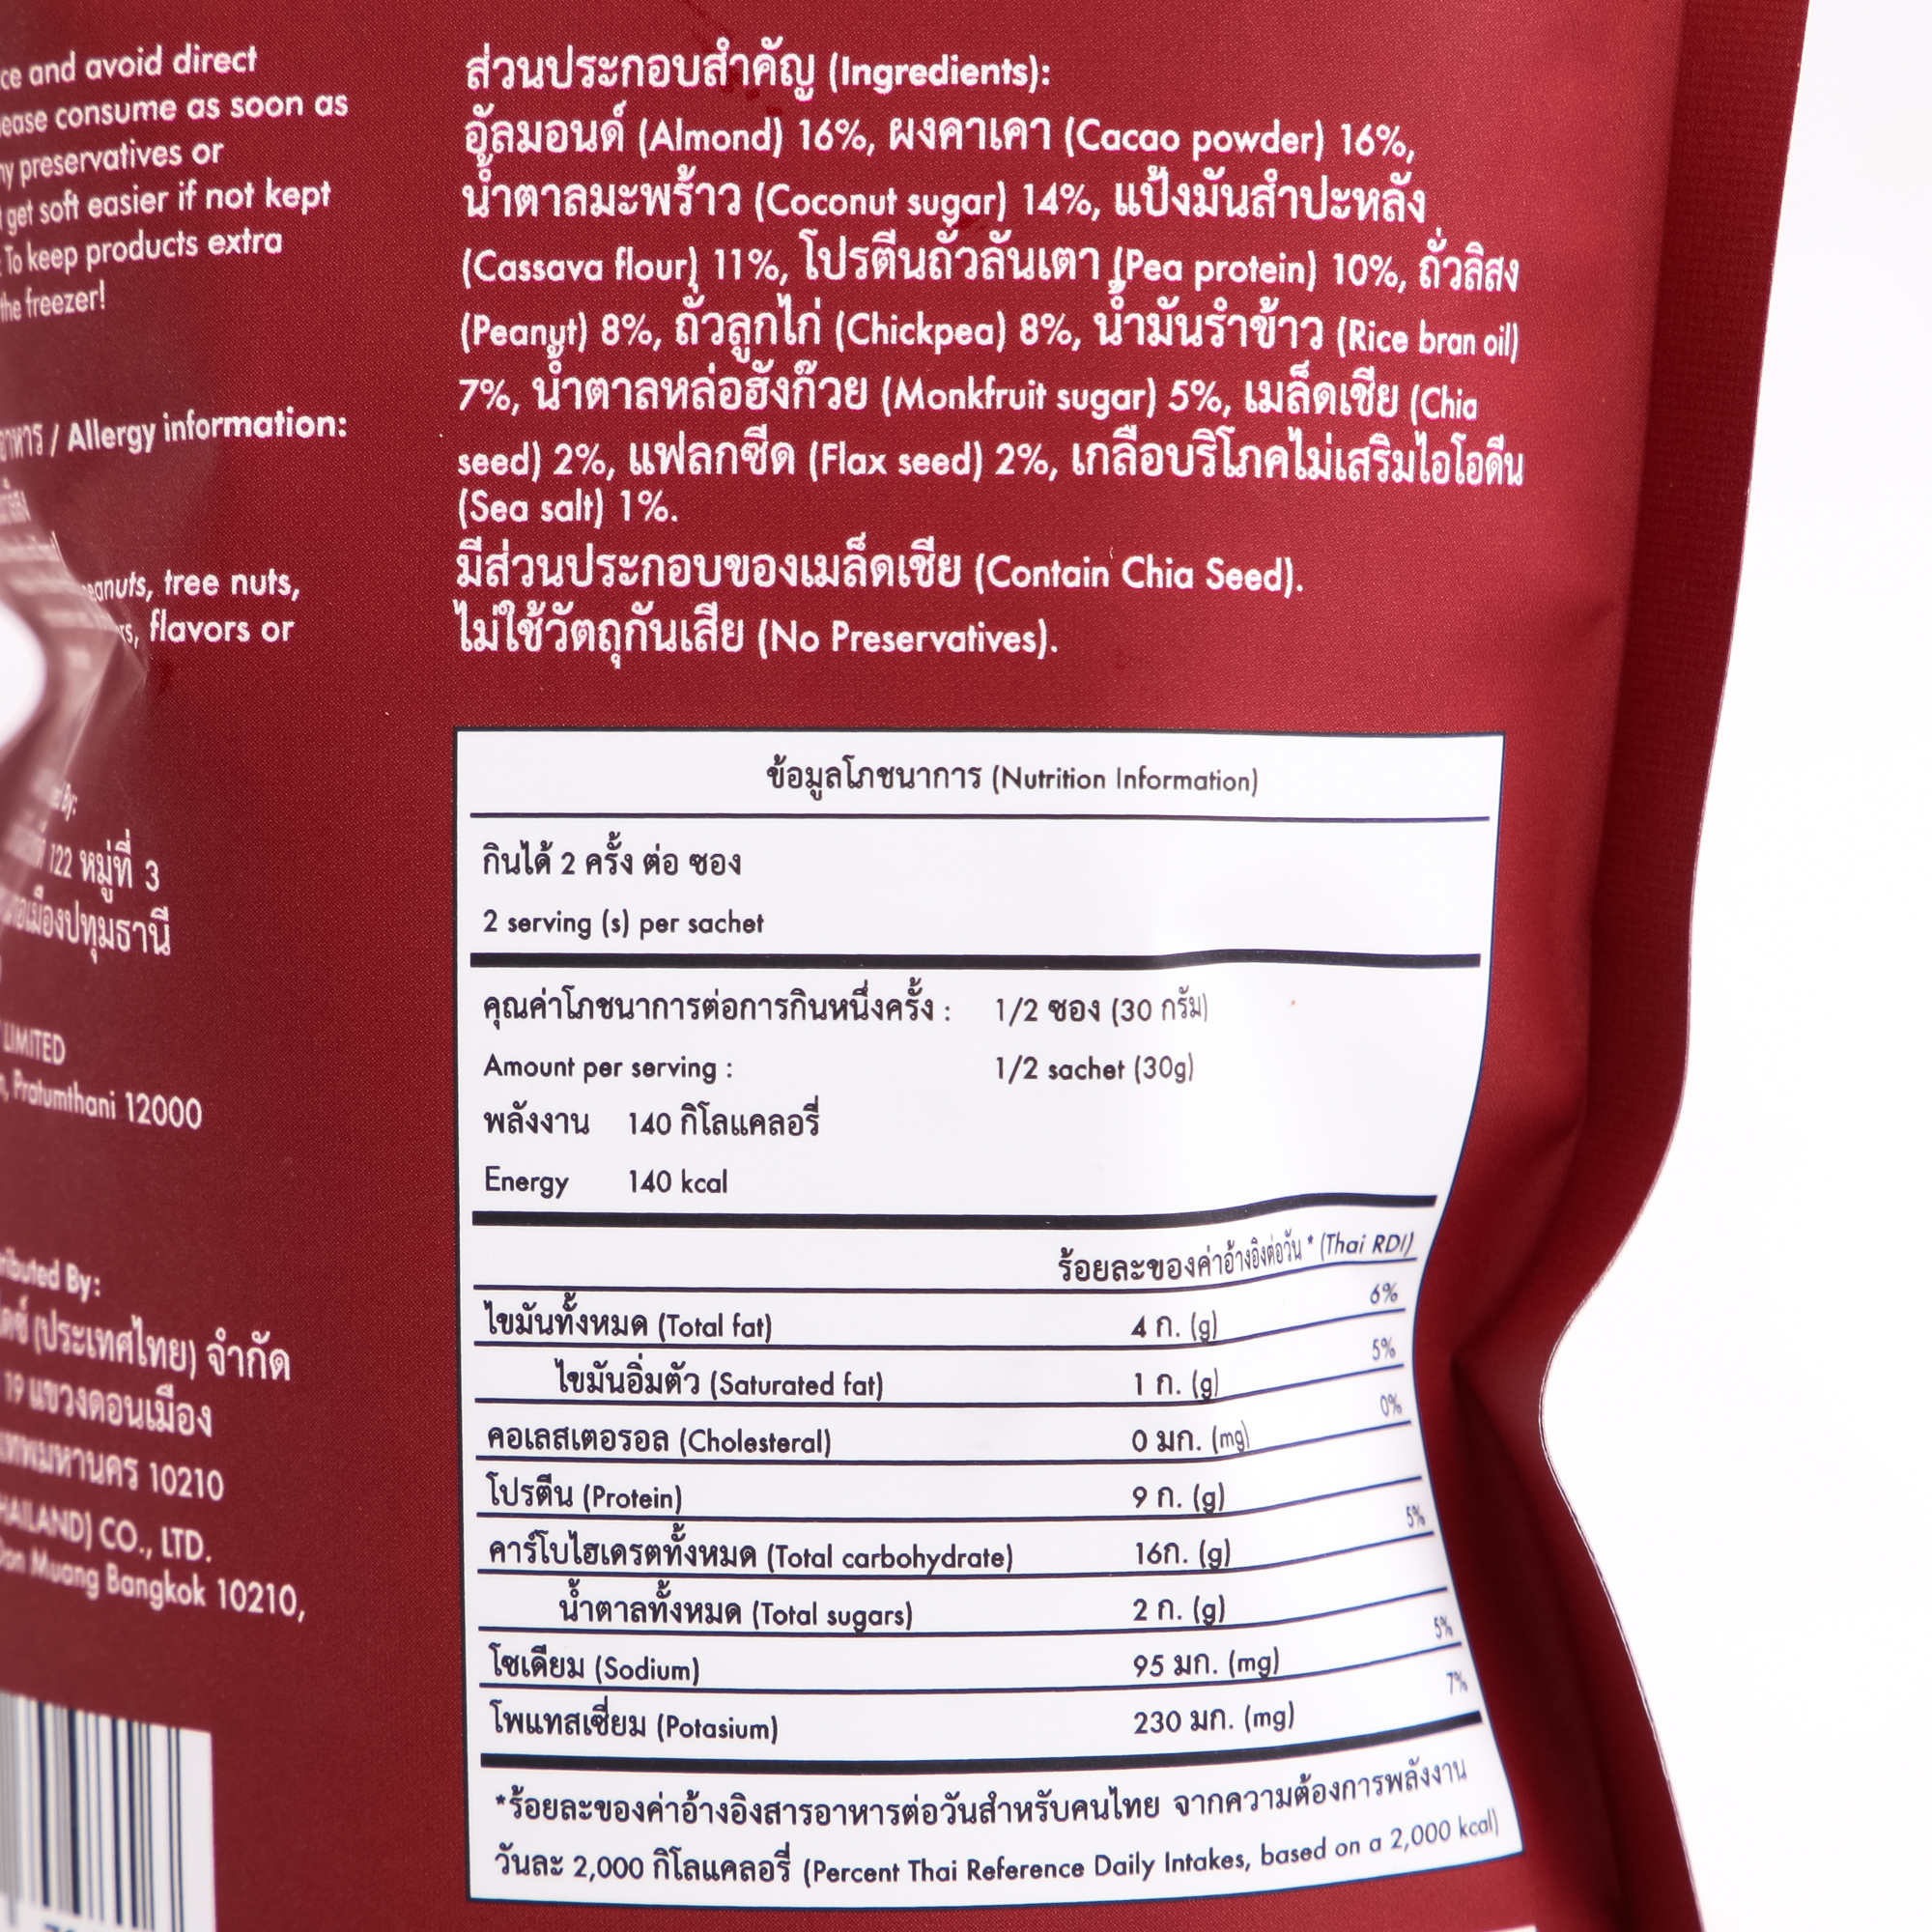 ce and avoid direct
ease consume as soon as
preservatives or
get soft easier if not kept
To keep products extra
the freezer!
/ Allergy information:
tree nuts,
flavors or
By:
122 หมู่ที่ 3
LIMITED
Pratumthani 12000
ributed By:
(ประเทศไทย) จำกัด
19 แขวงดอนเมือง
10210
HAILAND) CO., LTD.
Don Muang Bangkok 10210,
ส่วนประกอบสำคัญ (Ingredients):
อัลมอนด์ (Almond) 16%, ผงคาเคา (Cacao powder) 16%,
น้ำตาลมะพร้าว (Coconut sugar) 14%, แป้งมันสำปะหลัง
(Cassava flour) 11%, โปรตีนถั่วลันเตา (Pea protein) 10%, ถั่วลิสง
(Peanut) 8%, ถั่วลูกไก่ (Chickpea) 8%, น้ำมันรำข้าว (Rice bran oil)
7%, น้ำตาลหล่อฮังก๊วย (Monkfruit sugar) 5%, เมล็ดเชีย (Chia
seed) 2%, แฟลกซีด (Flax seed) 2%, เกลือบริโภคไม่เสริมไอโอดีน
(Sea salt) 1%.
มีส่วนประกอบของเมล็ดเชีย (Contain Chia Seed).
ไม่ใช้วัตถุกันเสีย (No Preservatives).
ข้อมูลโภชนาการ (Nutrition Information)
กินได้ 2 ครั้ง ต่อ ซอง
2 serving (s) per sachet
คุณค่าโภชนาการต่อการกินหนึ่งครั้ง : 1/2 ซอง (30 กรัม)
Amount per serving : 1/2 sachet (30g)
พลังงาน 140 กิโลแคลอรี่
Energy 140 kcal
ร้อยละของค่าอ้างอิงต่อวัน * (Thai RDI)
ไขมันทั้งหมด (Total fat) 4 ก. (g) 6%
ไขมันอิ่มตัว (Saturated fat) 1 ก. (g) 5%
คอเลสเตอรอล (Cholesteral) 0 มก. (mg) 0%
โปรตีน (Protein) 9 ก. (g)
คาร์โบไฮเดรตทั้งหมด (Total carbohydrate) 16ก. (g) 5%
น้ำตาลทั้งหมด (Total sugars) 2 ก. (g)
โซเดียม (Sodium) 95 มก. (mg) 5%
โพแทสเซี่ยม (Potasium) 230 มก. (mg) 7%
*ร้อยละของค่าอ้างอิงสารอาหารต่อวันสำหรับคนไทย จากความต้องการพลังงาน
วันละ 2,000 กิโลแคลอรี่ (Percent Thai Reference Daily Intakes, based on a 2,000 kcal)